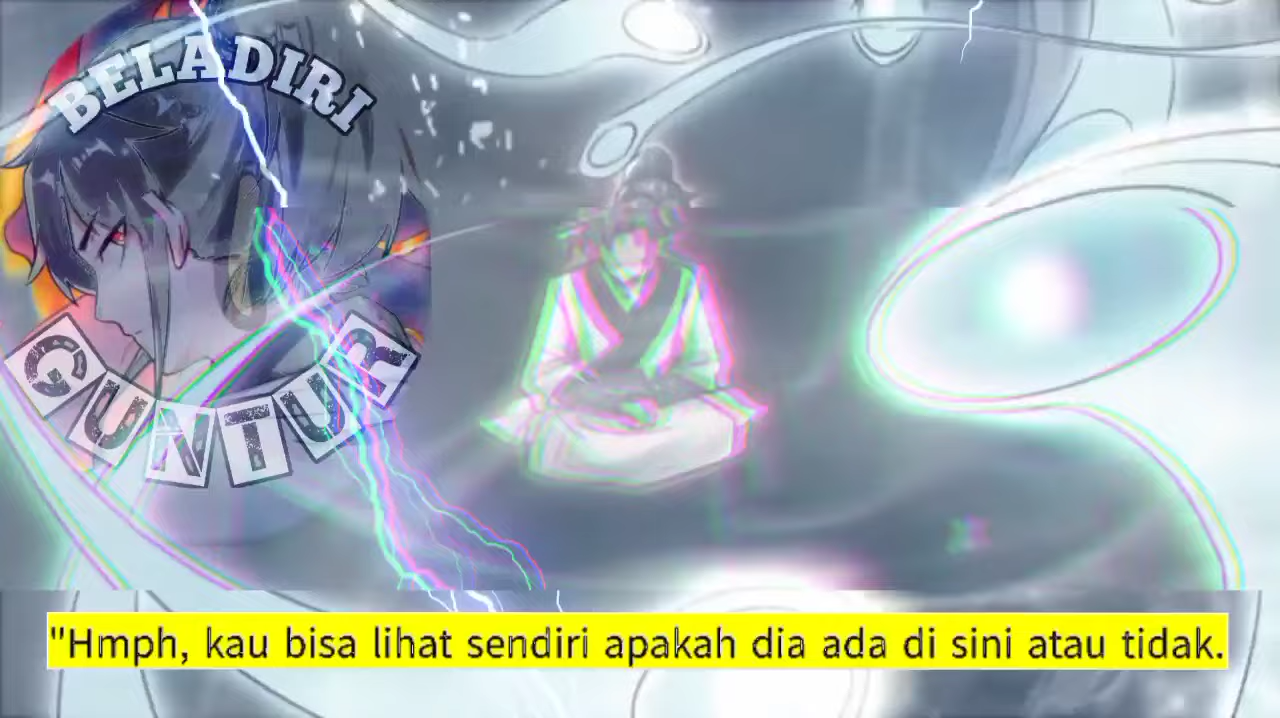 BELADIRI
GUNTUR
"Hmph, kau bisa lihat sendiri apakah dia ada di sini atau tidak.